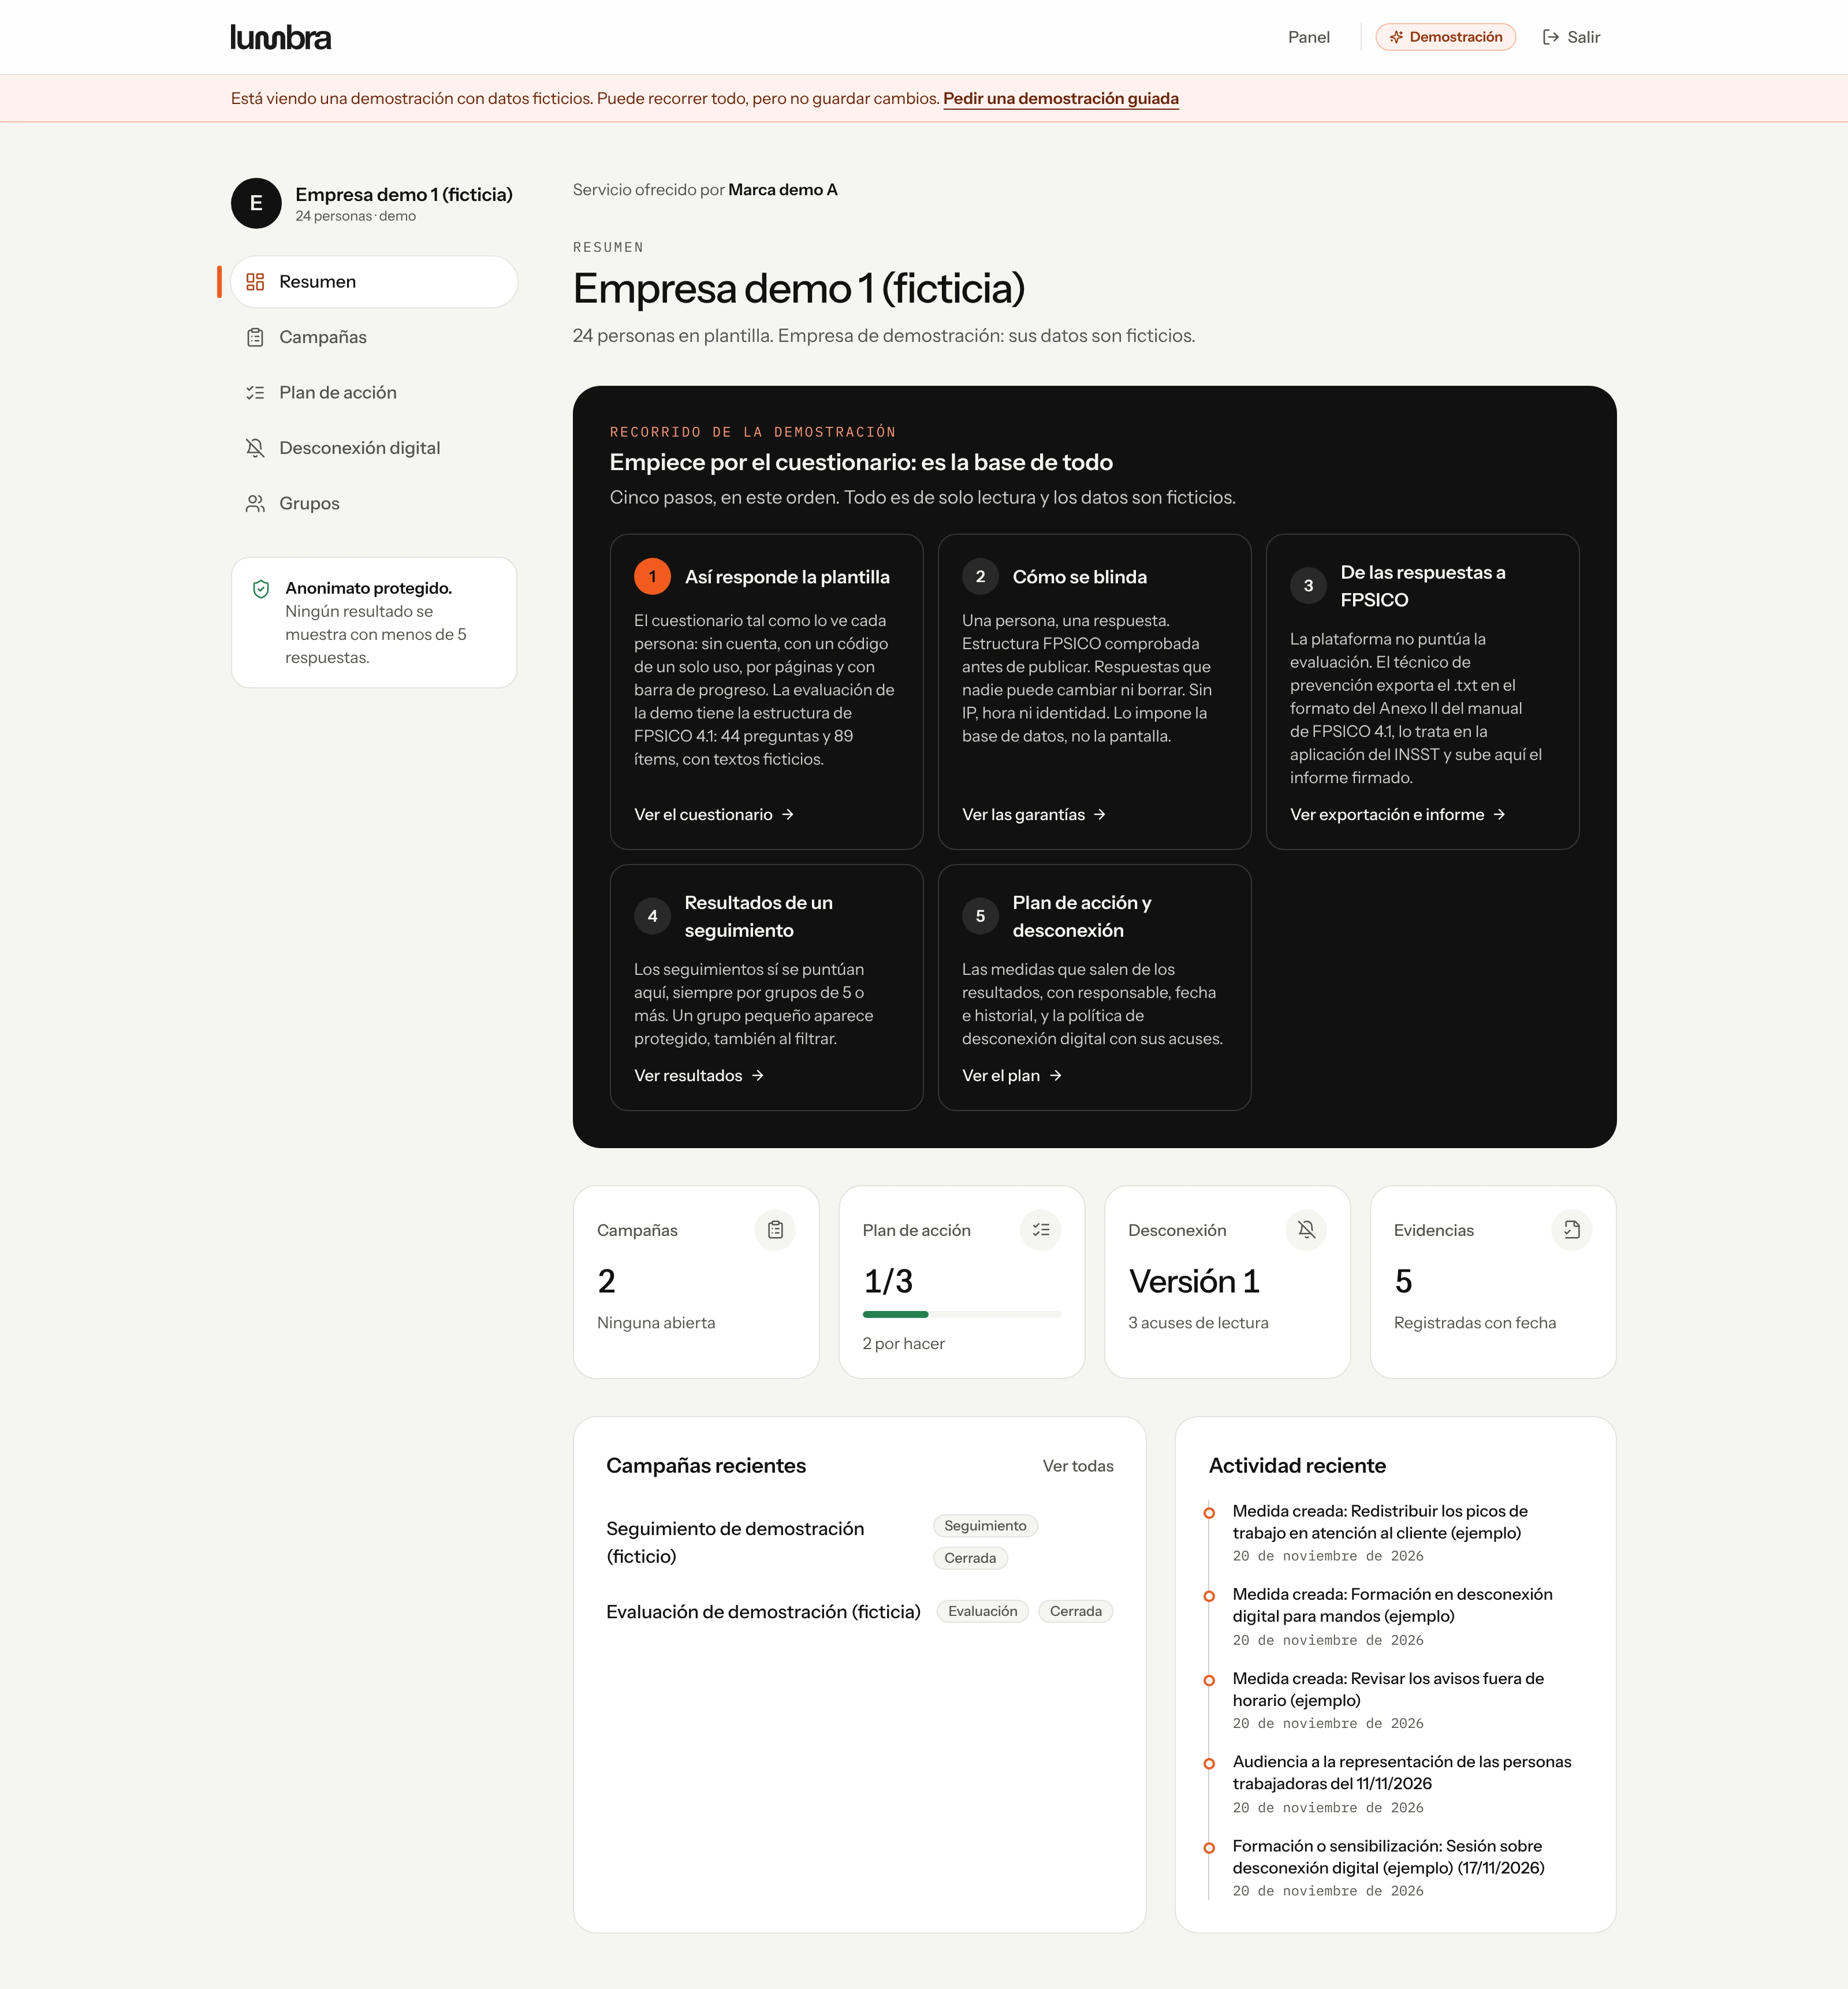 lummbra
Panel
Demostración
Salir
Está viendo una demostración con datos ficticios. Puede recorrer todo, pero no guardar cambios. Pedir una demostración guiada
E
Empresa demo 1 (ficticia)
24 personas · demo
Resumen
Campañas
Plan de acción
Desconexión digital
Grupos
Anonimato protegido.
Ningún resultado se
muestra con menos de 5
respuestas.
Servicio ofrecido por Marca demo A
RESUMEN
Empresa demo 1 (ficticia)
24 personas en plantilla. Empresa de demostración: sus datos son ficticios.
RECORRIDO DE LA DEMOSTRACIÓN
Empiece por el cuestionario: es la base de todo
Cinco pasos, en este orden. Todo es de solo lectura y los datos son ficticios.
1
Así responde la plantilla
El cuestionario tal como lo ve cada
persona: sin cuenta, con un código
de un solo uso, por páginas y con
barra de progreso. La evaluación de
la demo tiene la estructura de
FPSICO 4.1: 44 preguntas y 89
ítems, con textos ficticios.
Ver el cuestionario
2
Cómo se blinda
Una persona, una respuesta.
Estructura FPSICO comprobada
antes de publicar. Respuestas que
nadie puede cambiar ni borrar. Sin
IP, hora ni identidad. Lo impone la
base de datos, no la pantalla.
Ver las garantías
3
De las respuestas a
FPSICO
La plataforma no puntúa la
evaluación. El técnico de
prevención exporta el .txt en el
formato del Anexo II del manual
de FPSICO 4.1, lo trata en la
aplicación del INSST y sube aquí el
informe firmado.
Ver exportación e informe
4
Resultados de un
seguimiento
Los seguimientos sí se puntúan
aquí, siempre por grupos de 5 o
más. Un grupo pequeño aparece
protegido, también al filtrar.
Ver resultados
5
Plan de acción y
desconexión
Las medidas que salen de los
resultados, con responsable, fecha
e historial, y la política de
desconexión digital con sus acuses.
Ver el plan
Campañas
2
Ninguna abierta
Plan de acción
1/3
2 por hacer
Desconexión
Versión 1
3 acuses de lectura
Evidencias
5
Registradas con fecha
Campañas recientes
Ver todas
Seguimiento de demostración
(ficticio)
Seguimiento
Cerrada
Evaluación de demostración (ficticia)
Evaluación
Cerrada
Actividad reciente
Medida creada: Redistribuir los picos de
trabajo en atención al cliente (ejemplo)
20 de noviembre de 2026
Medida creada: Formación en desconexión
digital para mandos (ejemplo)
20 de noviembre de 2026
Medida creada: Revisar los avisos fuera de
horario (ejemplo)
20 de noviembre de 2026
Audiencia a la representación de las personas
trabajadoras del 11/11/2026
20 de noviembre de 2026
Formación o sensibilización: Sesión sobre
desconexión digital (ejemplo) (17/11/2026)
20 de noviembre de 2026